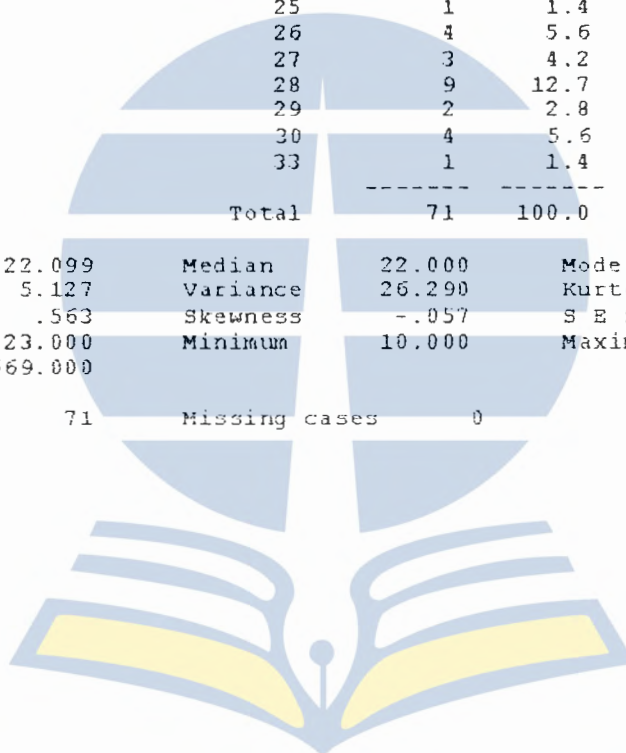 25 1 1.4
26 4 5.6
27 3 4.2
28 9 12.7
29 2 2.8
30 4 5.6
33 1 1.4
------- -------
Total 71 100.0
22.099 Median 22.000 Mode
5.127 Variance 26.290 Kurt
.563 Skewness -.057 S E
23.000 Minimum 10.000 Maxim
569.000
71 Missing cases 0